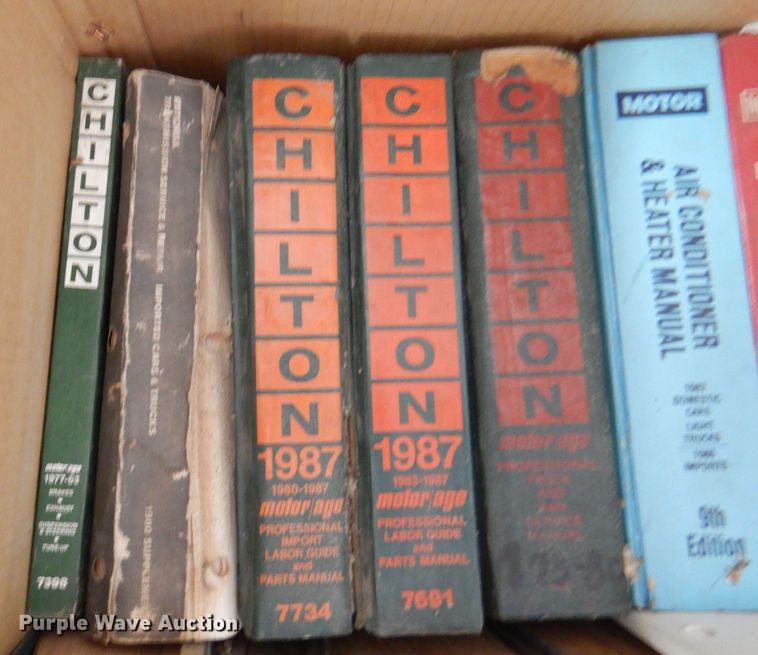 CHILTON
motor/age
1977-83
BRAKES
EXHAUST
SUSPENSION
& STEERING
TUNE-UP
7398
TRANSMISSION SERVICE & REPAIR IMPORTED CARS & TRUCKS
CHILTON
1987
1980-1987
motor/age
PROFESSIONAL
IMPORT
LABOR GUIDE
and
PARTS MANUAL
7734
CHILTON
1987
1983-1987
motor/age
PROFESSIONAL
LABOR GUIDE
and
PARTS MANUAL
7691
CHILTON
motor/age
PROFESSIONAL
TRUCK
AND
VAN
SERVICE
MOTOR
AIR CONDITIONER
& HEATER MANUAL
1987
DOMESTIC
CARS
LIGHT
TRUCKS
1986
IMPORTS
9th
Edition
Purple Wave Auction